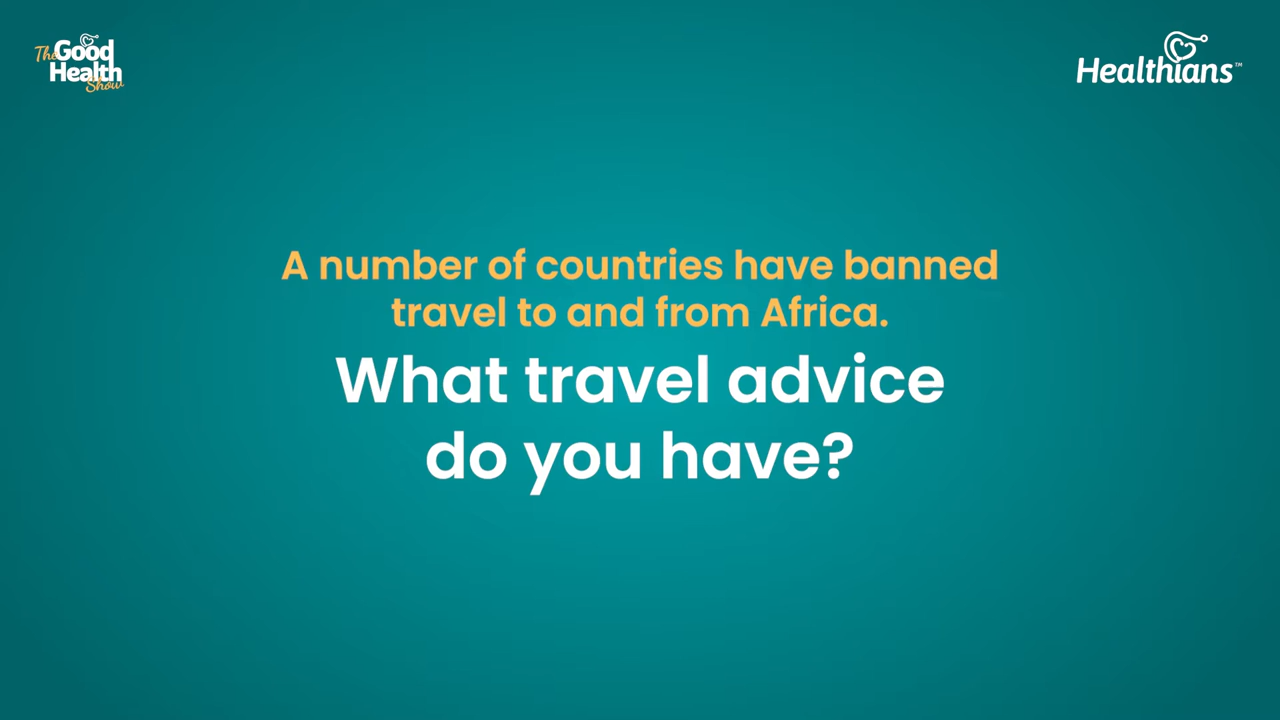 The Good
Health
Show
Healthians™
A number of countries have banned
travel to and from Africa.
What travel advice
do you have?